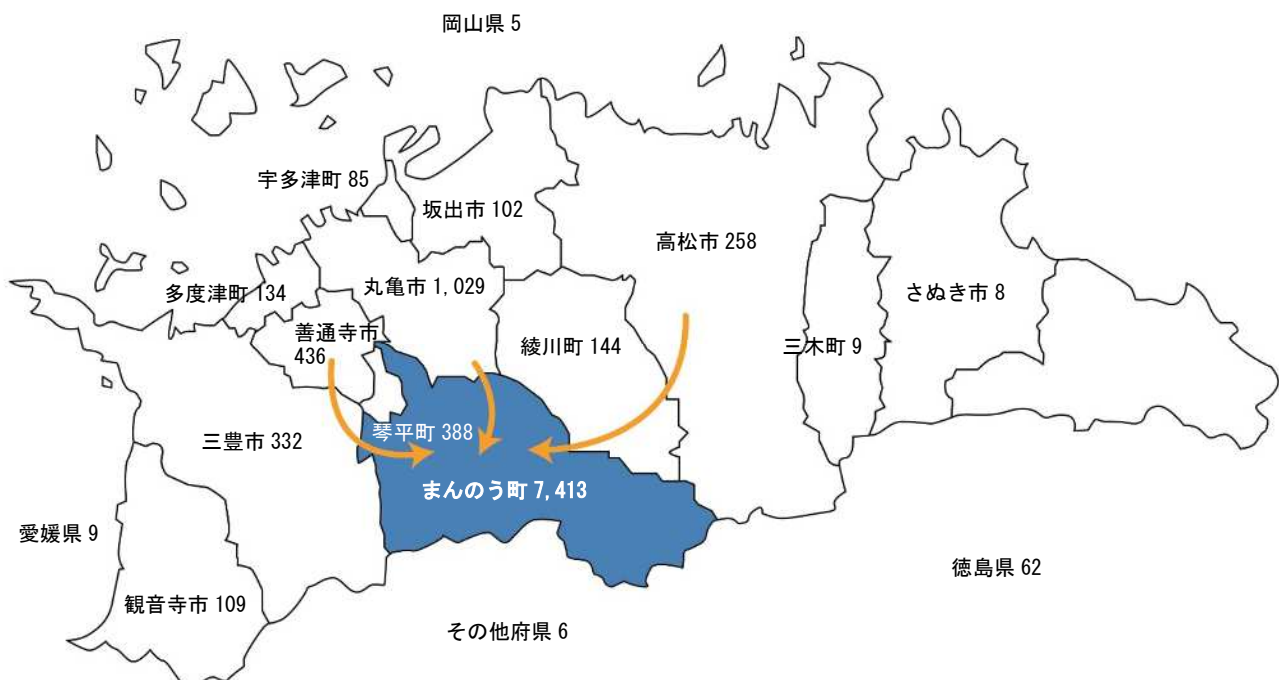 岡山県 5
宇多津町 85
坂出市 102
高松市 258
多度津町 134
丸亀市 1,029
さぬき市 8
善通寺市
436
綾川町 144
三木町 9
三豊市 332
琴平町 388
まんのう町 7,413
愛媛県 9
徳島県 62
観音寺市 109
その他府県 6